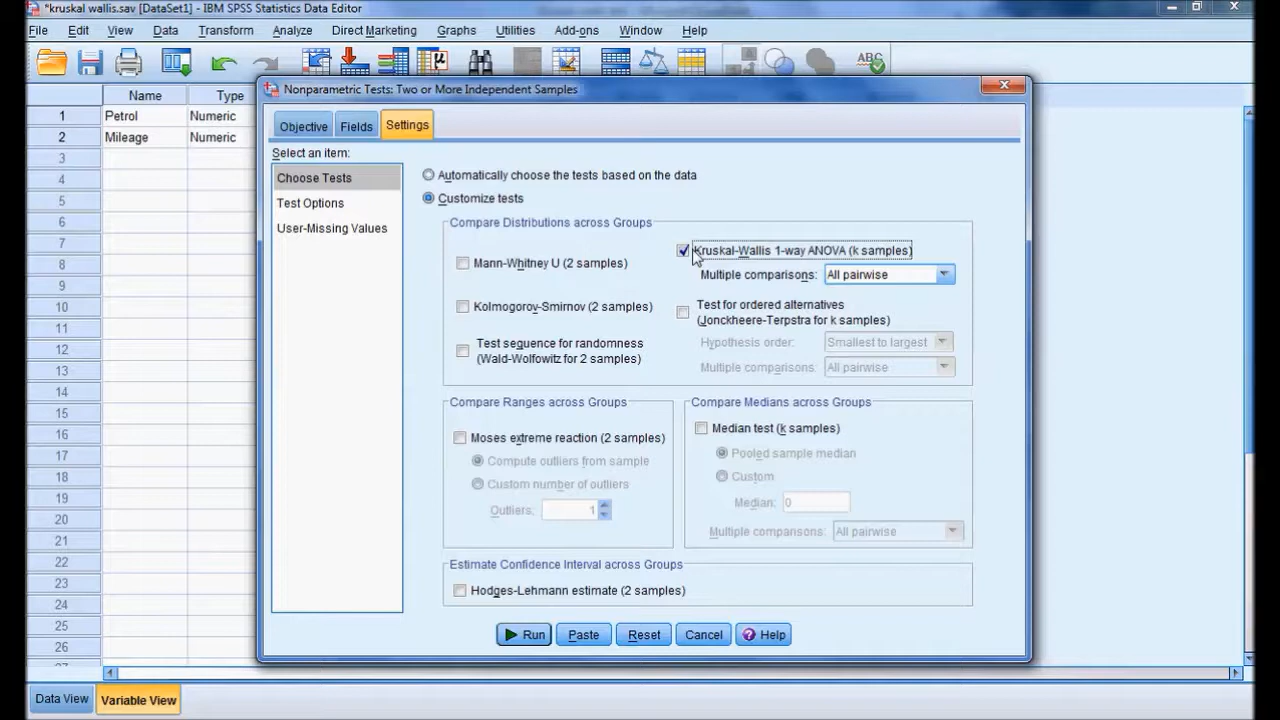 *kruskal wallis.sav [DataSet1] - IBM SPSS Statistics Data Editor
File Edit View Data Transform Analyze Direct Marketing Graphs Utilities Add-ons Window Help
Nonparametric Tests: Two or More Independent Samples
Name Type
1 Petrol Numeric
2 Mileage Numeric
3
4
5
6
7
8
9
10
11
12
13
14
15
16
17
18
19
20
21
22
23
24
25
26
Objective Fields Settings
Select an item:
Choose Tests
Test Options
User-Missing Values
Automatically choose the tests based on the data
Customize tests
Compare Distributions across Groups
Mann-Whitney U (2 samples)
Kolmogorov-Smirnov (2 samples)
Test sequence for randomness
(Wald-Wolfowitz for 2 samples)
Kruskal-Wallis 1-way ANOVA (k samples)
Multiple comparisons: All pairwise
Test for ordered alternatives
(Jonckheere-Terpstra for k samples)
Hypothesis order: Smallest to largest
Multiple comparisons: All pairwise
Compare Ranges across Groups
Moses extreme reaction (2 samples)
Compute outliers from sample
Custom number of outliers
Outliers: 1
Compare Medians across Groups
Median test (k samples)
Pooled sample median
Custom
Median: 0
Multiple comparisons: All pairwise
Estimate Confidence Interval across Groups
Hodges-Lehmann estimate (2 samples)
Run Paste Reset Cancel Help
Data View Variable View